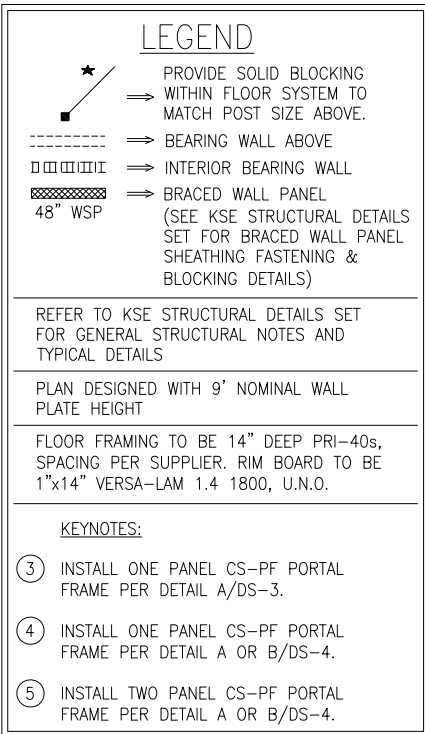 LEGEND
PROVIDE SOLID BLOCKING
WITHIN FLOOR SYSTEM TO
MATCH POST SIZE ABOVE.
BEARING WALL ABOVE
INTERIOR BEARING WALL
BRACED WALL PANEL
48" WSP
(SEE KSE STRUCTURAL DETAILS
SET FOR BRACED WALL PANEL
SHEATHING FASTENING &
BLOCKING DETAILS)
REFER TO KSE STRUCTURAL DETAILS SET
FOR GENERAL STRUCTURAL NOTES AND
TYPICAL DETAILS
PLAN DESIGNED WITH 9' NOMINAL WALL
PLATE HEIGHT
FLOOR FRAMING TO BE 14" DEEP PRI-40s,
SPACING PER SUPPLIER. RIM BOARD TO BE
1"x14" VERSA-LAM 1.4 1800, U.N.O.
KEYNOTES:
3 INSTALL ONE PANEL CS-PF PORTAL
FRAME PER DETAIL A/DS-3.
4 INSTALL ONE PANEL CS-PF PORTAL
FRAME PER DETAIL A OR B/DS-4.
5 INSTALL TWO PANEL CS-PF PORTAL
FRAME PER DETAIL A OR B/DS-4.